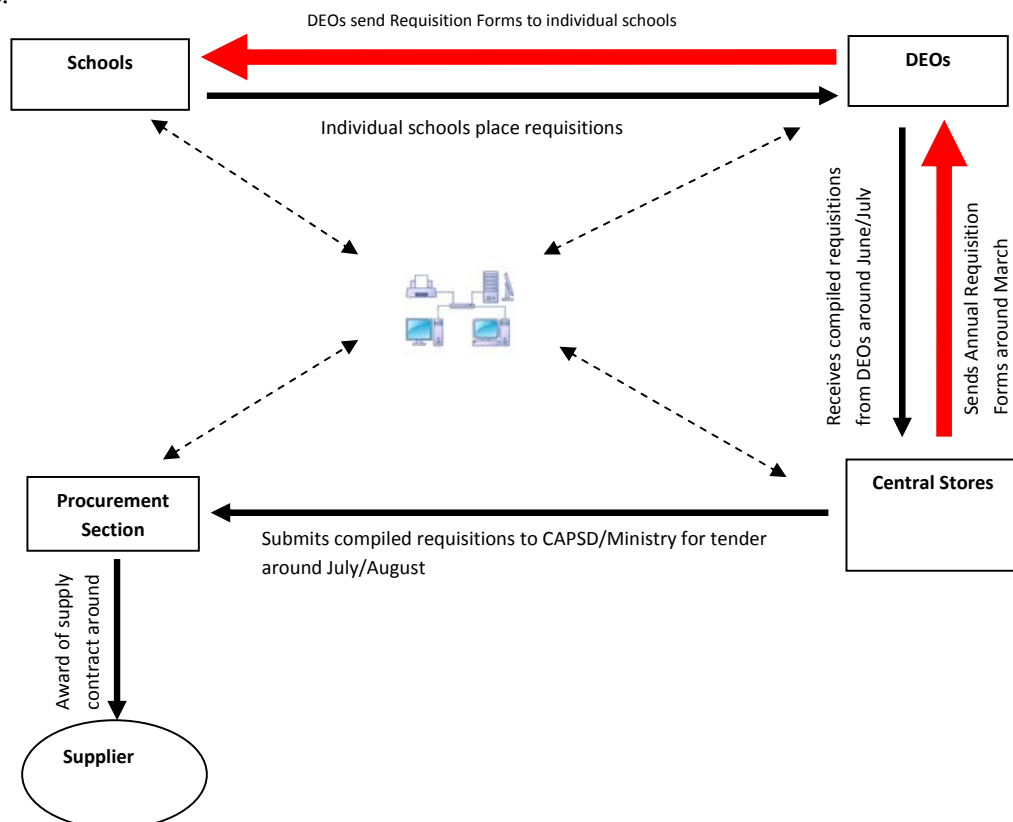 DEOs send Requisition Forms to individual schools
Schools
DEOs
Individual schools place requisitions
Receives compiled requisitions
from DEOs around June/July
Sends Annual Requisition
Forms around March
Central Stores
Procurement
Section
Submits compiled requisitions to CAPSD/Ministry for tender
around July/August
Award of supply
contract around
Supplier